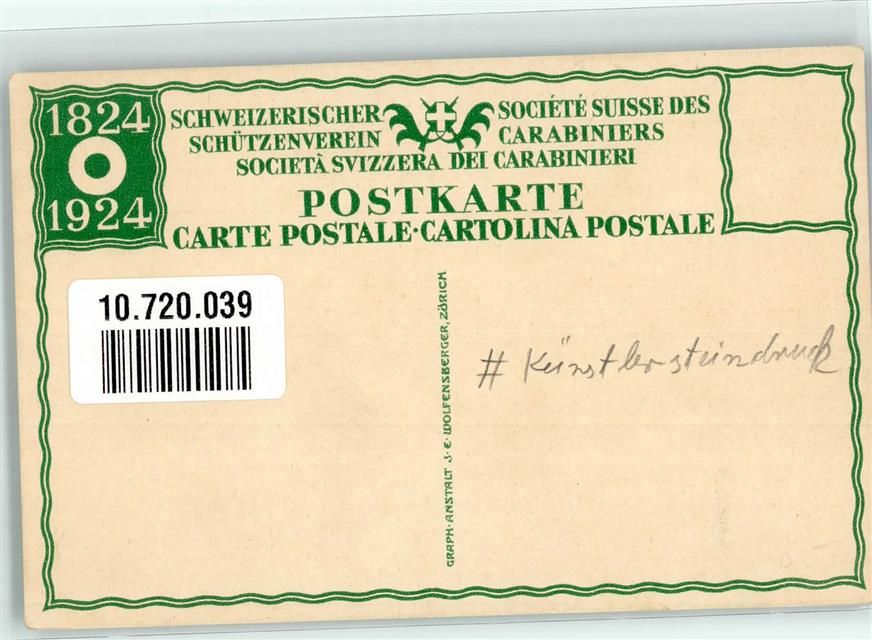 1824
1924
SCHWEIZERISCHER
SCHÜTZENVEREIN
SOCIÉTÉ SUISSE DES
CARABINIERS
SOCIETÀ SVIZZERA DEI CARABINIERI
POSTKARTE
CARTE POSTALE·CARTOLINA POSTALE
10.720.039
GRAPH·ANSTALT J·E·WOLFENSBERGER, ZÜRICH
# Künstlersteindruck